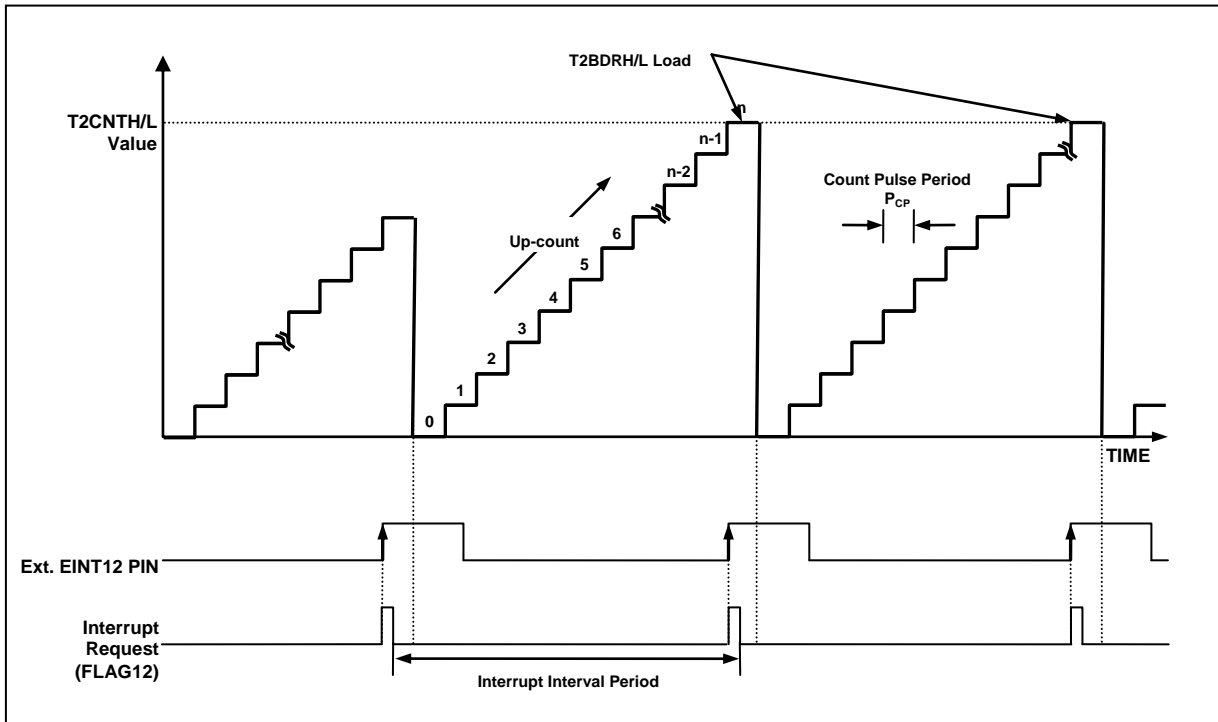 T2BDRH/L Load
T2CNTH/L
Value
n
n-1
n-2
Count Pulse Period
PCP
Up-count
6
5
4
3
2
1
0
TIME
Ext. EINT12 PIN
Interrupt
Request
(FLAG12)
Interrupt Interval Period